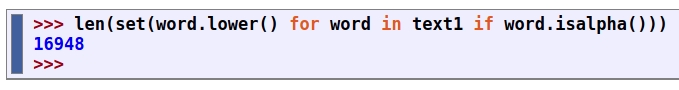 >>> len(set(word.lower() for word in text1 if word.isalpha()))
16948
>>>